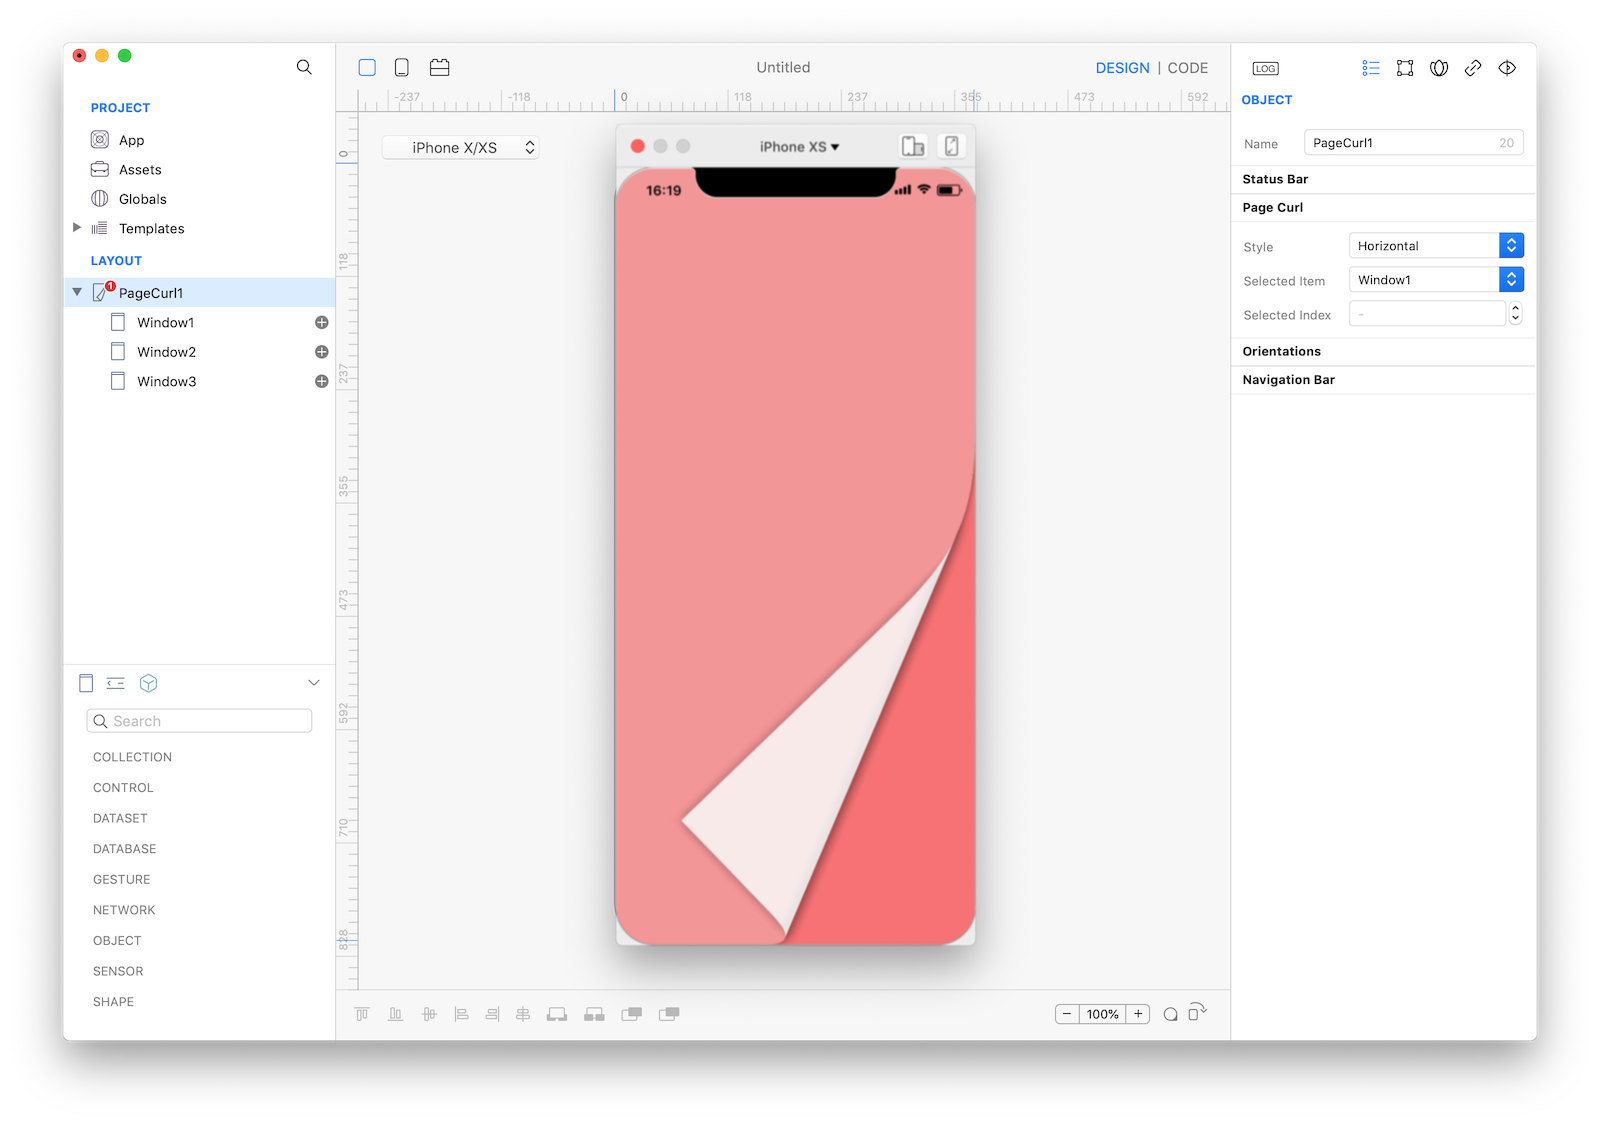 Untitled
DESIGN | CODE
LOG
PROJECT
App
Assets
Globals
Templates
LAYOUT
1
PageCurl1
Window1
Window2
Window3
Search
COLLECTION
CONTROL
DATASET
DATABASE
GESTURE
NETWORK
OBJECT
SENSOR
SHAPE
-237 -118 0 118 237 355 473 592
0
118
237
355
473
592
710
828
iPhone X/XS
iPhone XS
16:19
100%
OBJECT
Name PageCurl1 20
Status Bar
Page Curl
Style Horizontal
Selected Item Window1
Selected Index -
Orientations
Navigation Bar